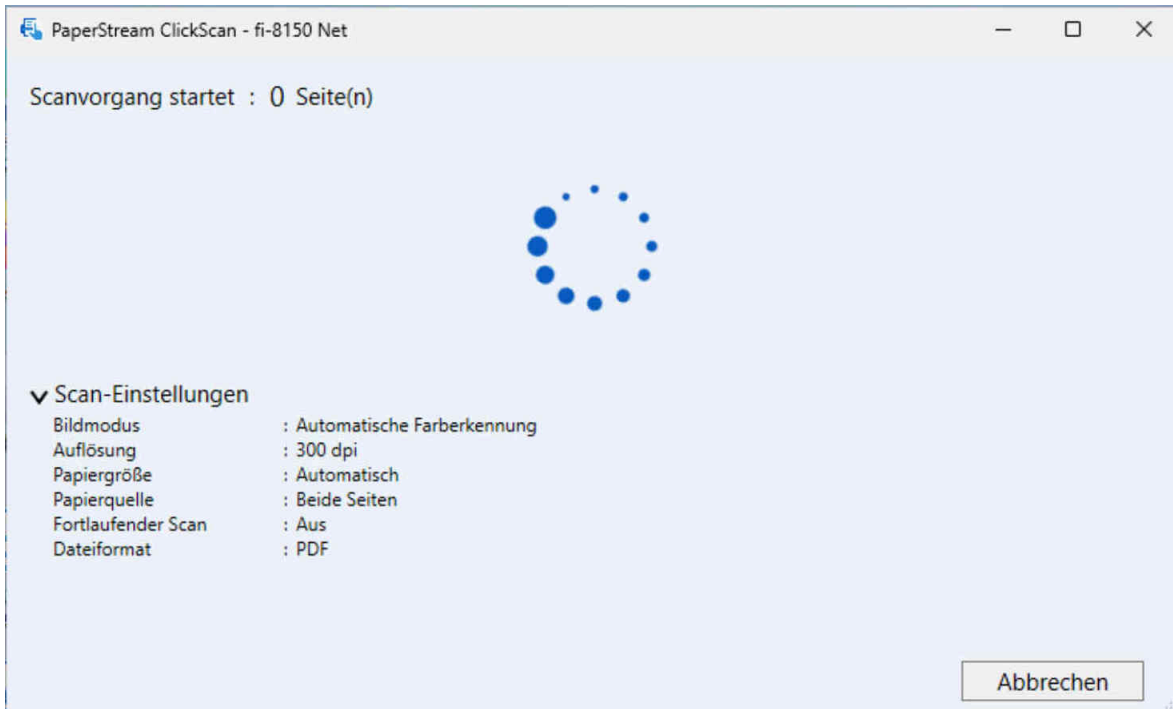 PaperStream ClickScan - fi-8150 Net
Scanvorgang startet : 0 Seite(n)
Scan-Einstellungen
Bildmodus : Automatische Farberkennung
Auflösung : 300 dpi
Papiergröße : Automatisch
Papierquelle : Beide Seiten
Fortlaufender Scan : Aus
Dateiformat : PDF
Abbrechen